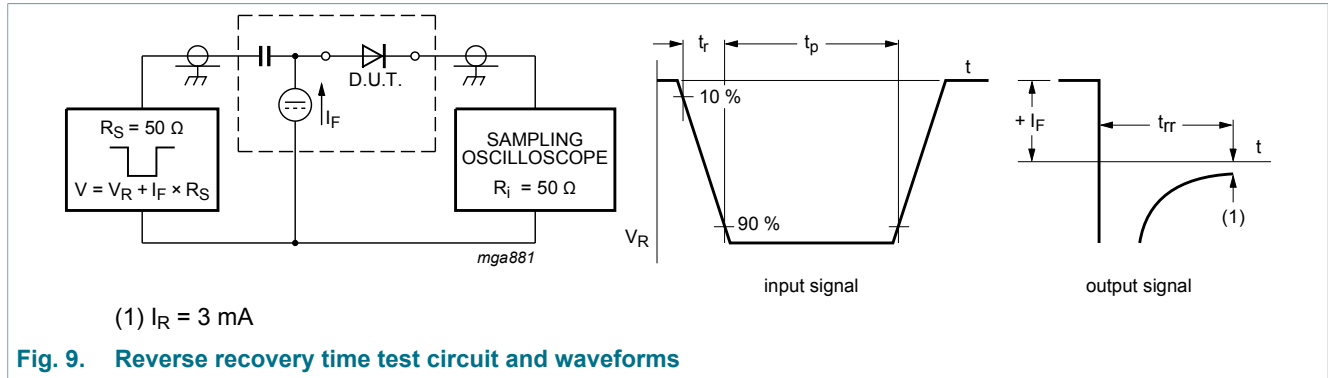 D.U.T.
I_F
R_S = 50 Ω
V = V_R + I_F × R_S
SAMPLING
OSCILLOSCOPE
R_i = 50 Ω
mga881
t_r
t_p
t
10 %
90 %
V_R
input signal
+ I_F
t_rr
t
(1)
output signal
(1) I_R = 3 mA
Fig. 9. Reverse recovery time test circuit and waveforms